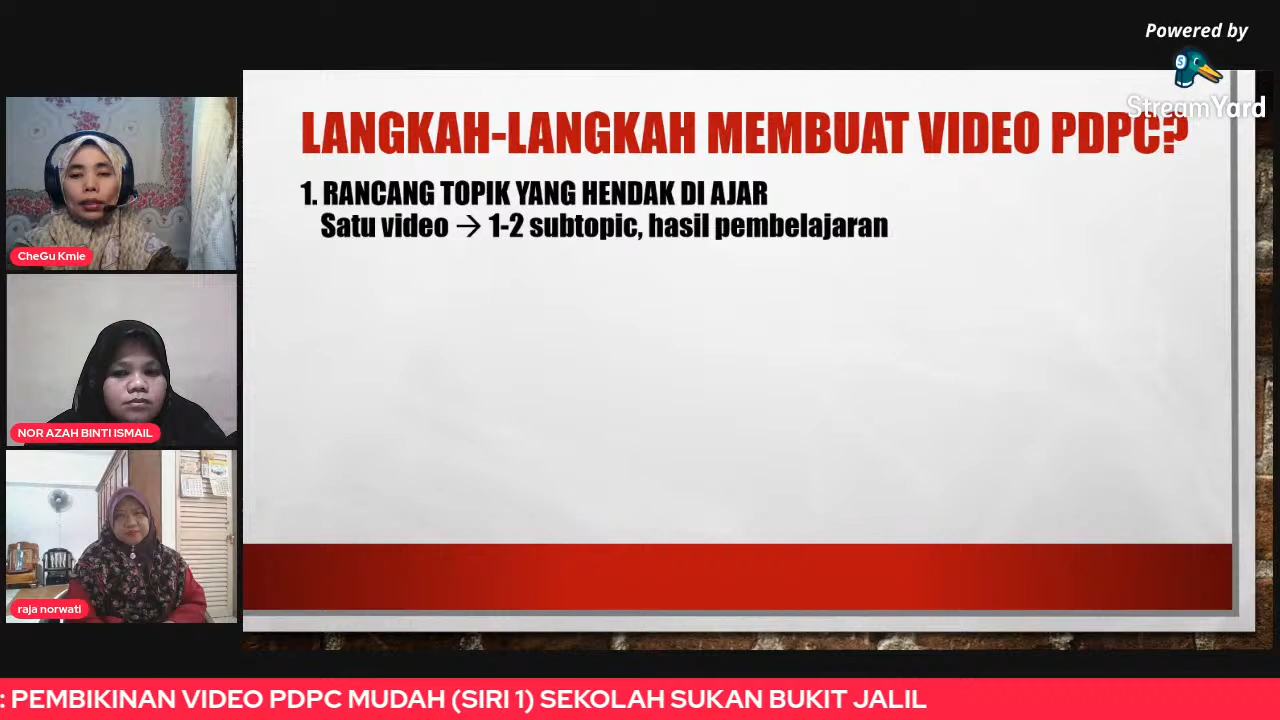 Powered by
StreamYard
LANGKAH-LANGKAH MEMBUAT VIDEO PDPC?
1. RANCANG TOPIK YANG HENDAK DI AJAR
Satu video → 1-2 subtopic, hasil pembelajaran
CheGu Kmie
NOR AZAH BINTI ISMAIL
raja norwati
: PEMBIKINAN VIDEO PDPC MUDAH (SIRI 1) SEKOLAH SUKAN BUKIT JALIL